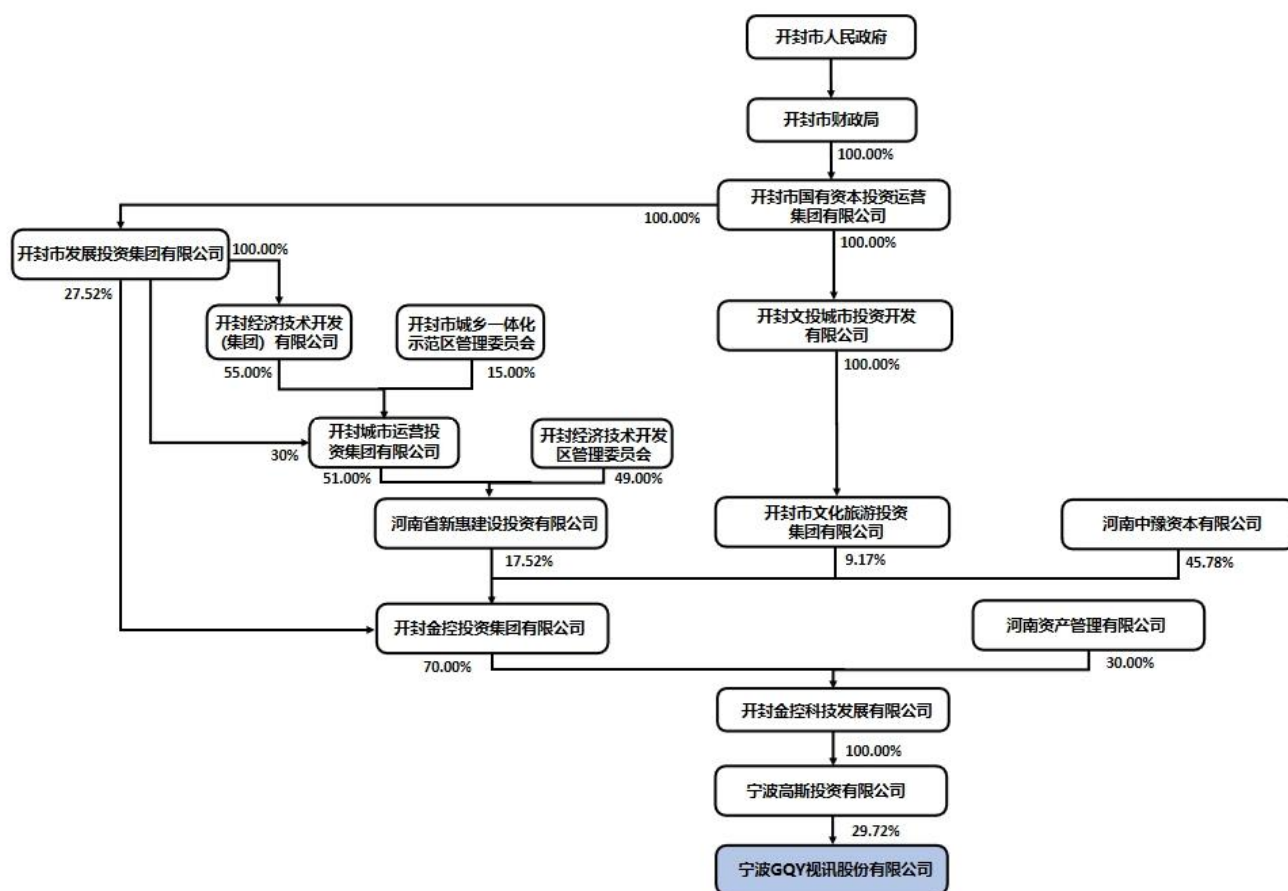 开封市人民政府
开封市财政局
100.00%
开封市国有资本投资运营
集团有限公司
100.00%
100.00%
开封市发展投资集团有限公司
100.00%
27.52%
开封经济技术开发
(集团)有限公司
开封市城乡一体化
示范区管理委员会
开封文投城市投资开发
有限公司
55.00%
15.00%
100.00%
开封城市运营投
资集团有限公司
开封经济技术开发
区管理委员会
30%
51.00%
49.00%
河南省新惠建设投资有限公司
开封市文化旅游投资
集团有限公司
河南中豫资本有限公司
17.52%
9.17%
45.78%
开封金控投资集团有限公司
河南资产管理有限公司
70.00%
30.00%
开封金控科技发展有限公司
100.00%
宁波高斯投资有限公司
29.72%
宁波GQY视讯股份有限公司